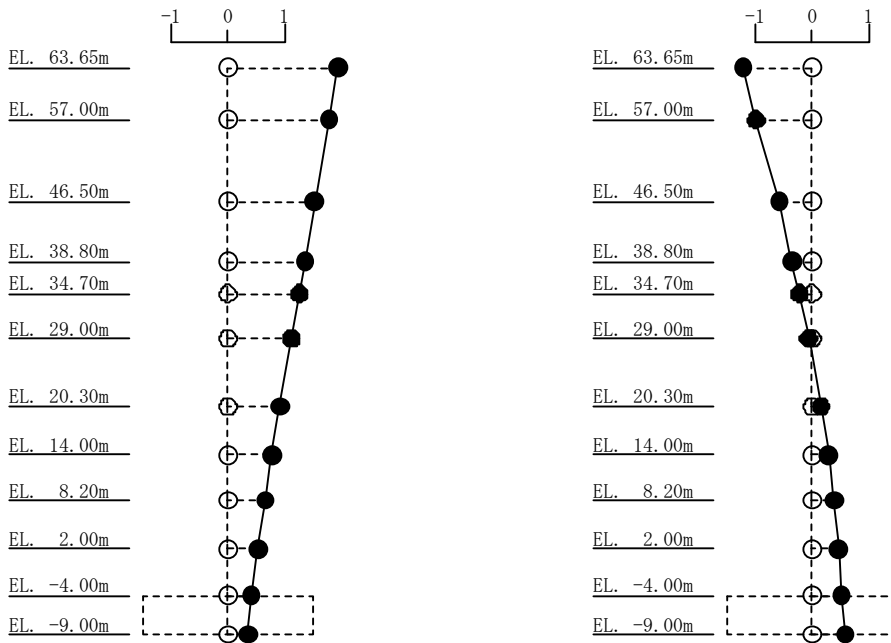 -1 0 1
EL. 63.65m
EL. 57.00m
EL. 46.50m
EL. 38.80m
EL. 34.70m
EL. 29.00m
EL. 20.30m
EL. 14.00m
EL. 8.20m
EL. 2.00m
EL. -4.00m
EL. -9.00m
-1 0 1
EL. 63.65m
EL. 57.00m
EL. 46.50m
EL. 38.80m
EL. 34.70m
EL. 29.00m
EL. 20.30m
EL. 14.00m
EL. 8.20m
EL. 2.00m
EL. -4.00m
EL. -9.00m